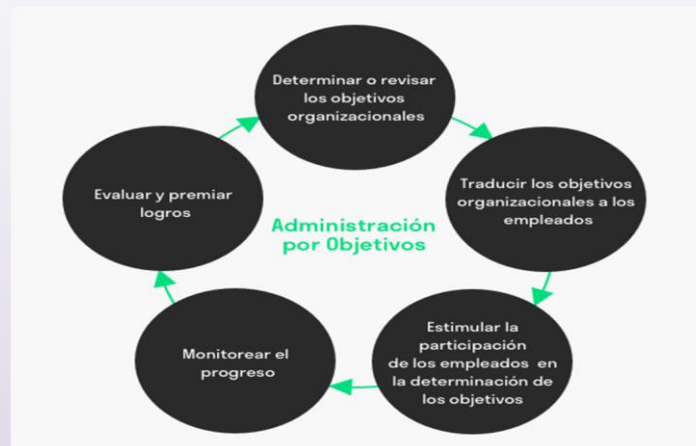 Determinar o revisar
los objetivos
organizacionales
Traducir los objetivos
organizacionales a los
empleados
Estimular la
participación
de los empleados en
la determinación de
los objetivos
Monitorear el
progreso
Evaluar y premiar
logros
Administración
por Objetivos